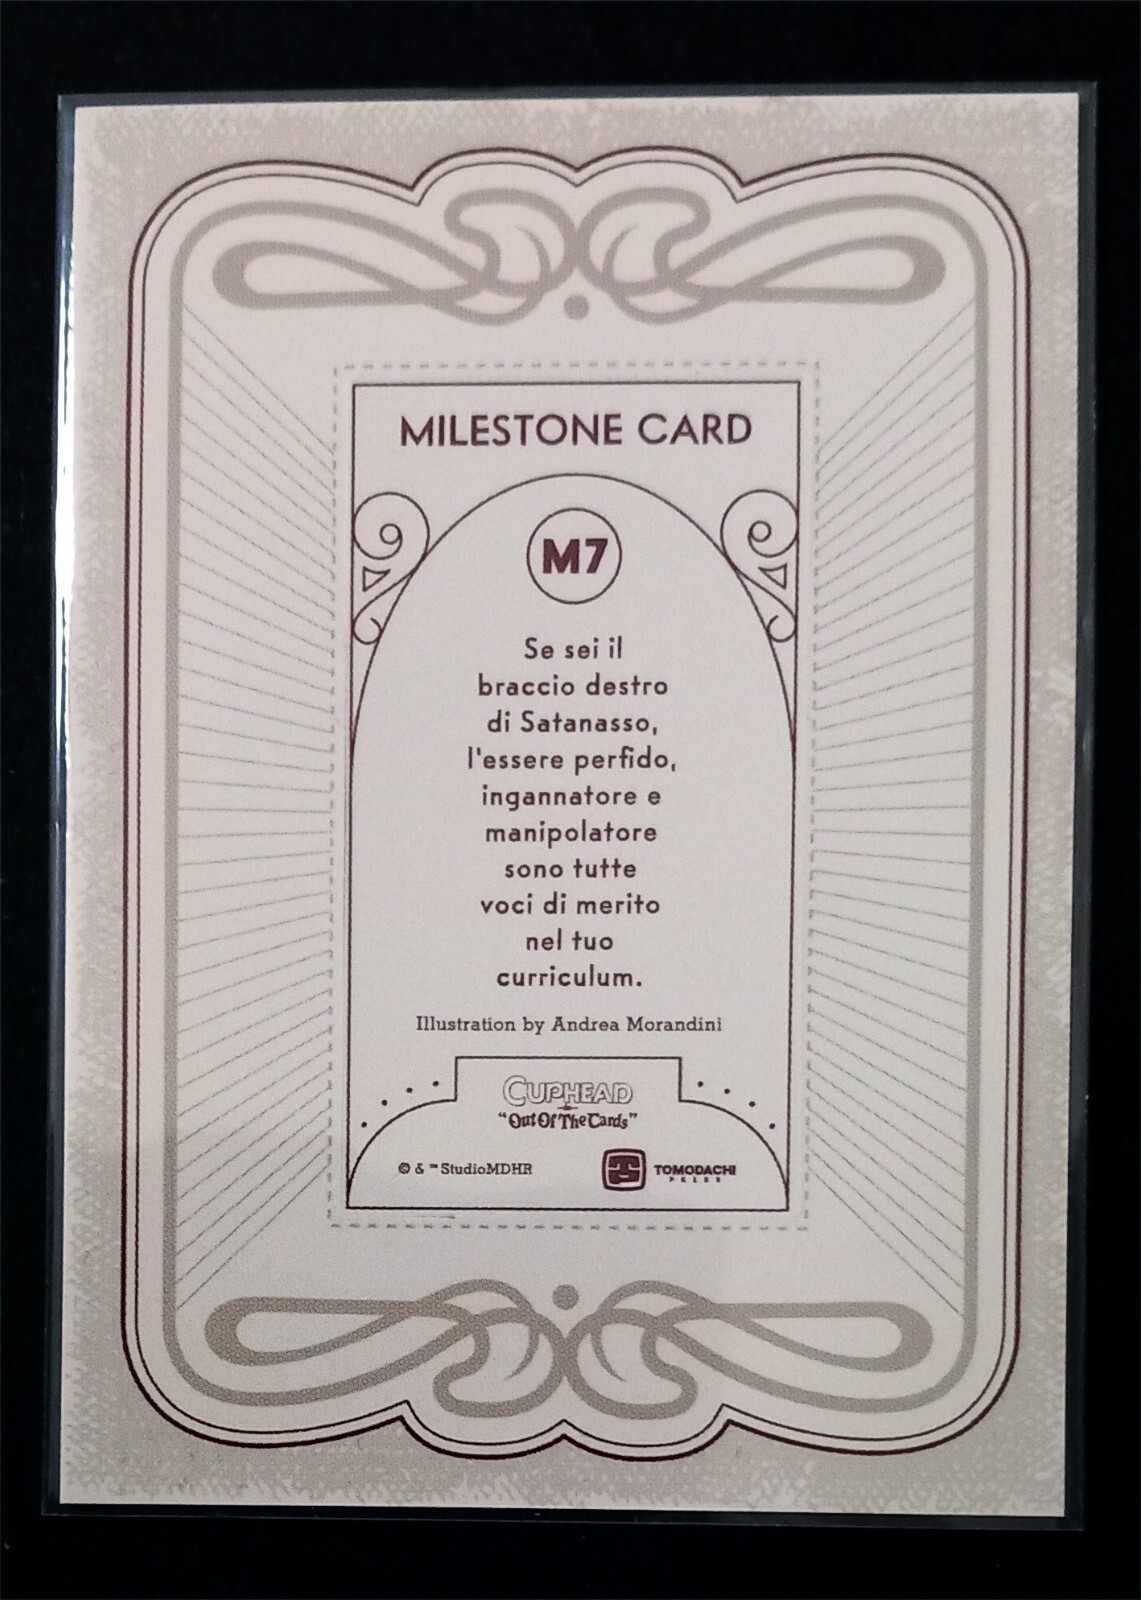 MILESTONE CARD
M7
Se sei il
braccio destro
di Satanasso,
l'essere perfido,
ingannatore e
manipolatore
sono tutte
voci di merito
nel tuo
curriculum.
Illustration by Andrea Morandini
CUPHEAD
"Out Of The Cards"
© & ™ StudioMDHR
TS TOMODACHI
PRESS